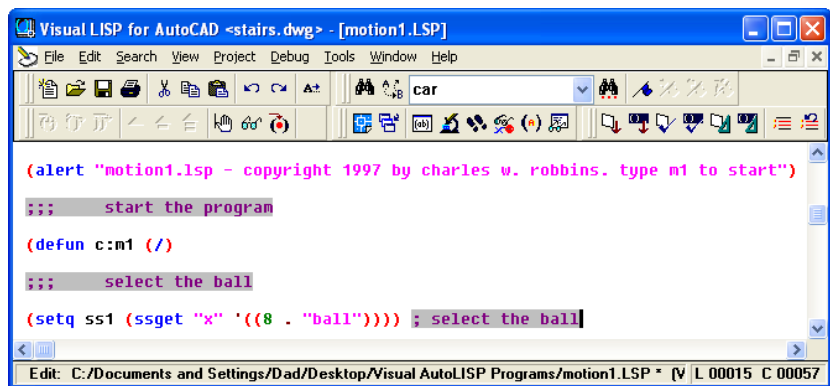 Visual LISP for AutoCAD <stairs.dwg> - [motion1.LSP]
File Edit Search View Project Debug Tools Window Help
car
(alert "motion1.lsp - copyright 1997 by charles w. robbins. type m1 to start")
;;; start the program
(defun c:m1 (/)
;;; select the ball
(setq ss1 (ssget "x" '((8 . "ball")))) ; select the ball
Edit: C:/Documents and Settings/Dad/Desktop/Visual AutoLISP Programs/motion1.LSP * (V L 00015 C 00057